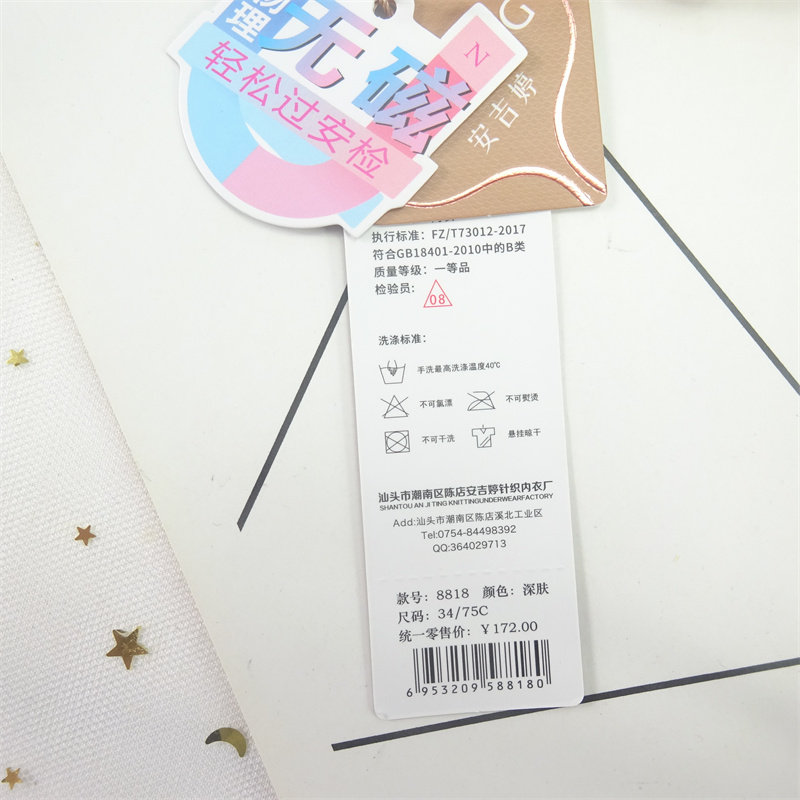 物理
无磁
轻松过安检
N
G
安吉婷
执行标准：FZ/T73012-2017
符合GB18401-2010中的B类
质量等级：一等品
检验员：
08
洗涤标准：
手洗最高洗涤温度40℃
不可氯漂
不可熨烫
不可干洗
悬挂晾干
汕头市潮南区陈店安吉婷针织内衣厂
SHANTOU AN JI TING KNITTINGUNDERWEARFACTORY
Add:汕头市潮南区陈店溪北工业区
Tel:0754-84498392
QQ:364029713
款号：8818 颜色：深肤
尺码：34/75C
统一零售价：￥172.00
6 953209 588180